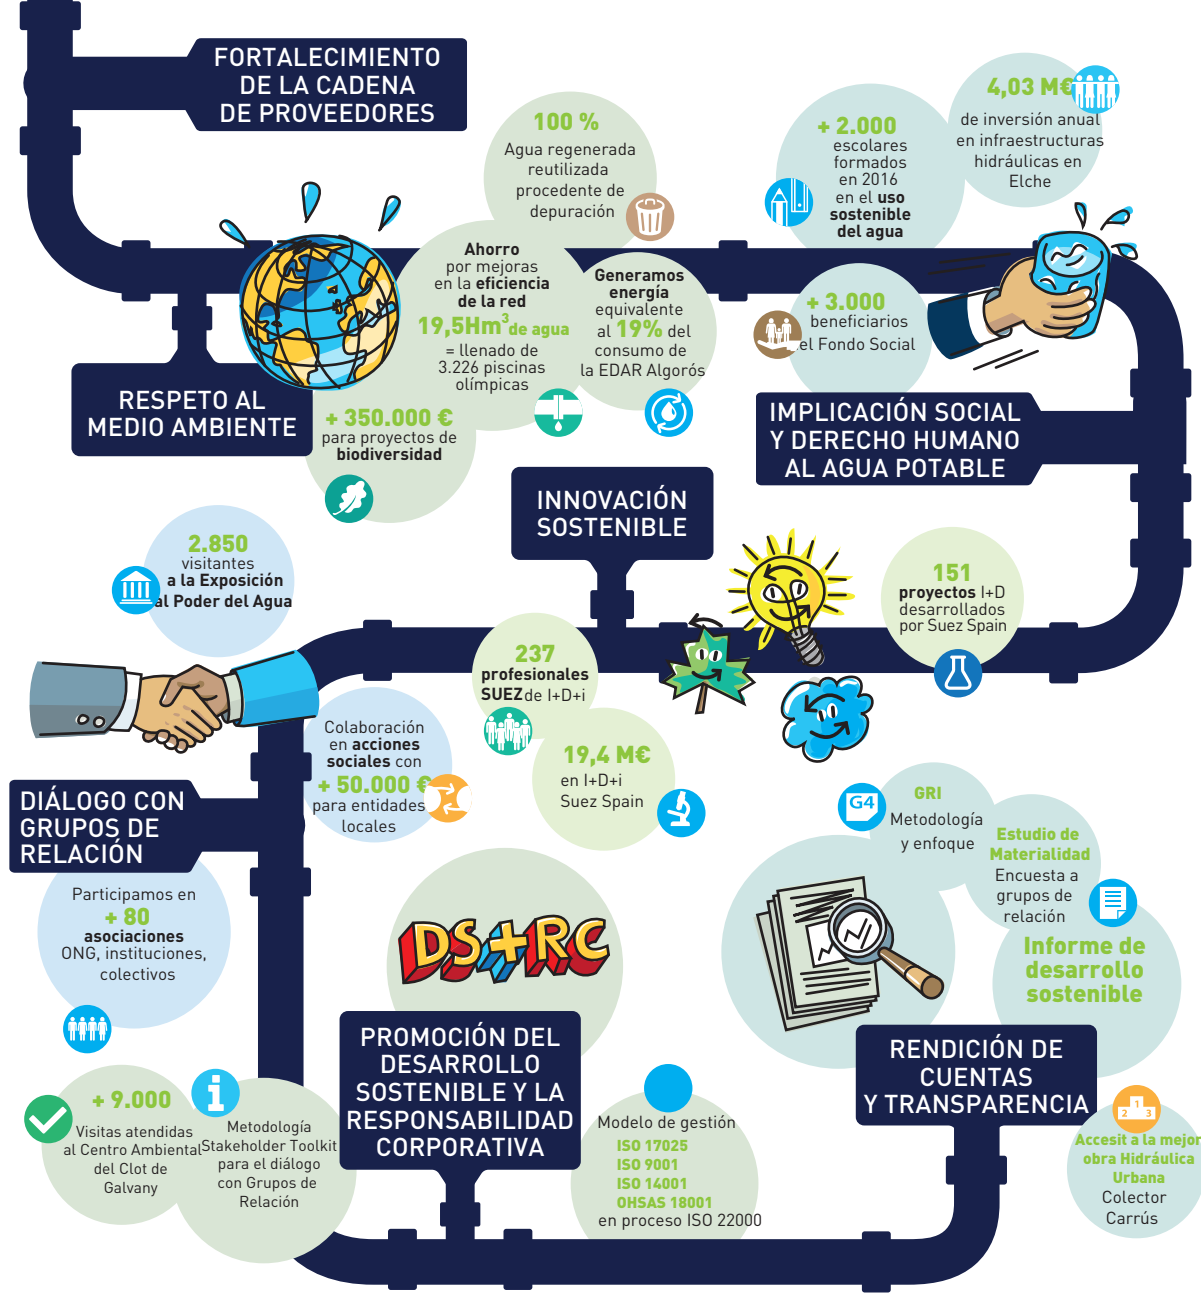 FORTALECIMIENTO
DE LA CADENA
DE PROVEEDORES
100 %
Agua regenerada
reutilizada
procedente de
depuración
+ 2.000
escolares
formados
en 2016
en el uso
sostenible
del agua
4,03 M€
de inversión anual
en infraestructuras
hidráulicas en
Elche
Ahorro
por mejoras
en la eficiencia
de la red
19,5Hm3 de agua
= llenado de
3.226 piscinas
olímpicas
Generamos
energía
equivalente
al 19% del
consumo de
la EDAR Algorós
+ 3.000
beneficiarios
el Fondo Social
RESPETO AL
MEDIO AMBIENTE
+ 350.000 €
para proyectos de
biodiversidad
IMPLICACIÓN SOCIAL
Y DERECHO HUMANO
AL AGUA POTABLE
INNOVACIÓN
SOSTENIBLE
2.850
visitantes
a la Exposición
al Poder del Agua
151
proyectos I+D
desarrollados
por Suez Spain
237
profesionales
SUEZ de I+D+i
19,4 M€
en I+D+i
Suez Spain
Colaboración
en acciones
sociales con
+ 50.000 €
para entidades
locales
DIÁLOGO CON
GRUPOS DE
RELACIÓN
Participamos en
+ 80
asociaciones
ONG, instituciones,
colectivos
G4
GRI
Metodología
y enfoque
Estudio de
Materialidad
Encuesta a
grupos de
relación
Informe de
desarrollo
sostenible
DS+RC
PROMOCIÓN DEL
DESARROLLO
SOSTENIBLE Y LA
RESPONSABILIDAD
CORPORATIVA
RENDICIÓN DE
CUENTAS
Y TRANSPARENCIA
+ 9.000
Visitas atendidas
al Centro Ambiental
del Clot de
Galvany
i
Metodología
Stakeholder Toolkit
para el diálogo
con Grupos de
Relación
Modelo de gestión
ISO 17025
ISO 9001
ISO 14001
OHSAS 18001
en proceso ISO 22000
1
2 3
Accesit a la mejor
obra Hidráulica
Urbana
Colector
Carrús